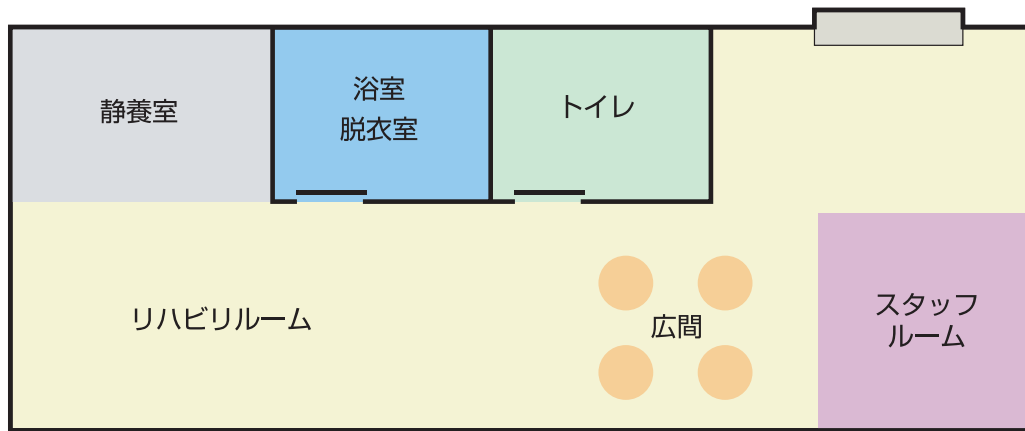 静養室
浴室
脱衣室
トイレ
リハビリルーム
広間
スタッフ
ルーム